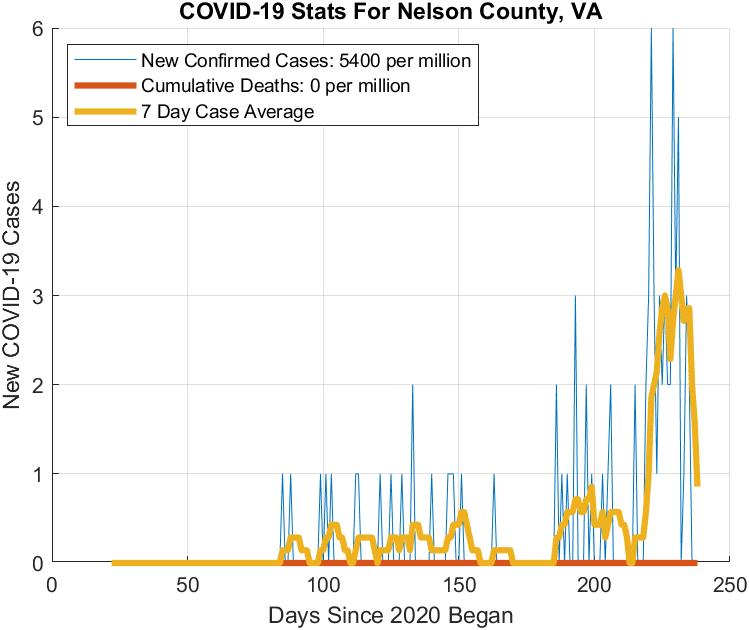 COVID-19 Stats For Nelson County, VA
New Confirmed Cases: 5400 per million
Cumulative Deaths: 0 per million
7 Day Case Average
New COVID-19 Cases
6
5
4
3
2
1
0
0 50 100 150 200 250
Days Since 2020 Began